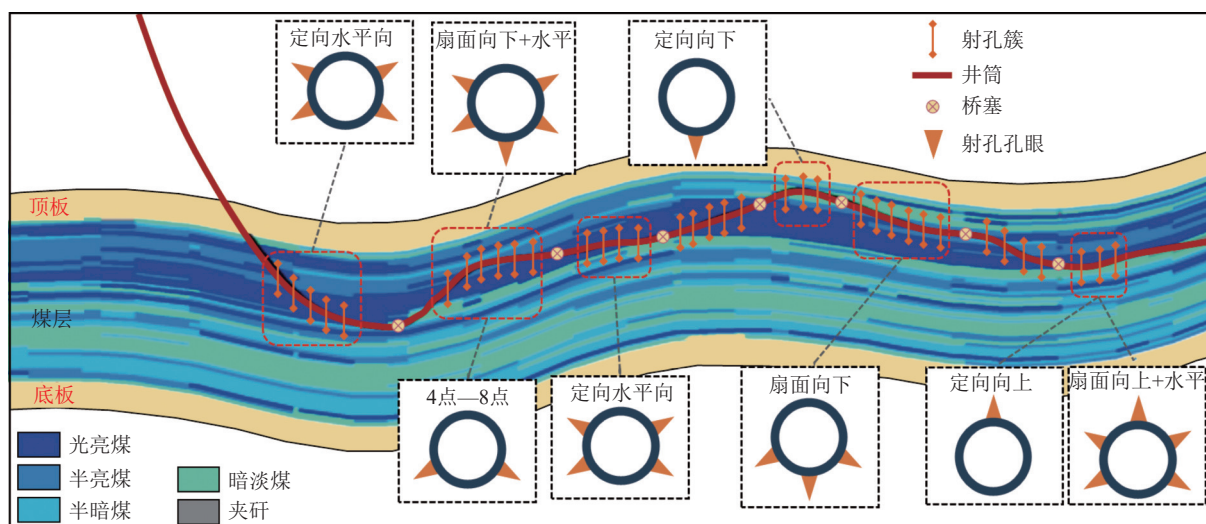 定向水平向
扇面向下+水平
定向向下
射孔簇
井筒
桥塞
射孔孔眼
顶板
煤层
底板
4点—8点
定向水平向
扇面向下
定向向上
扇面向上+水平
光亮煤
半亮煤
半暗煤
暗淡煤
夹矸